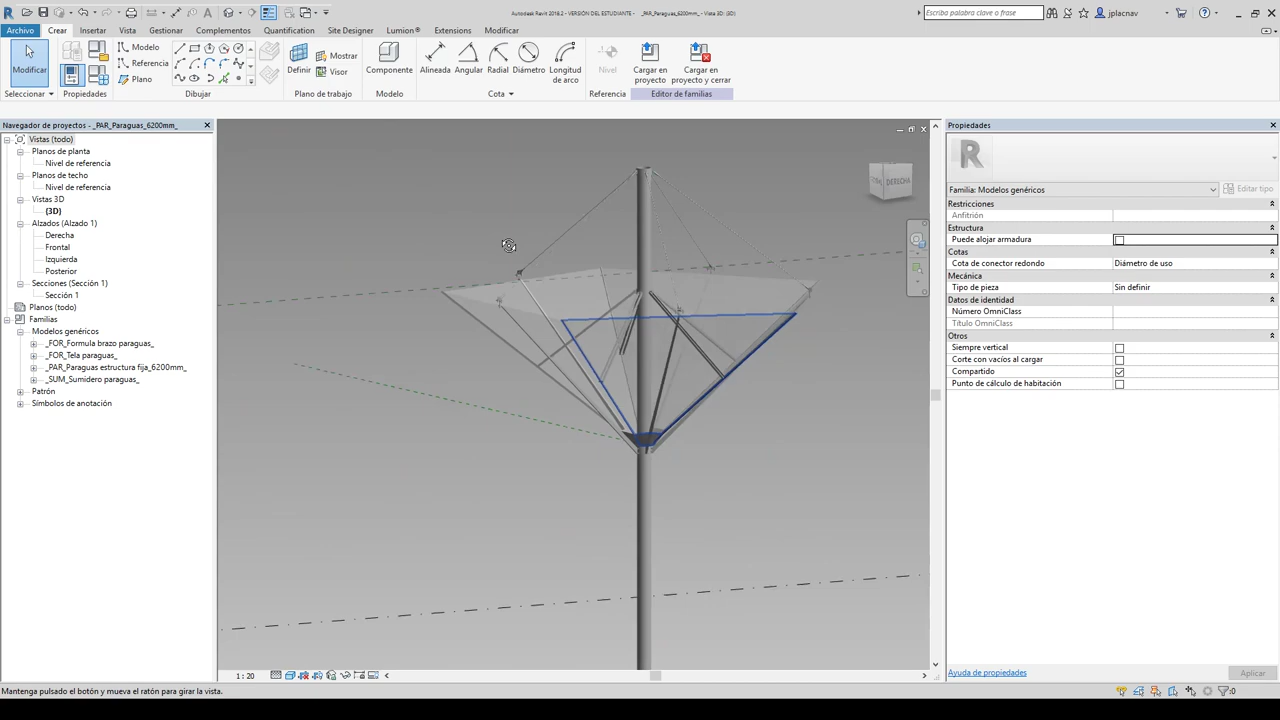 Autodesk Revit 2016.2 - VERSIÓN DEL ESTUDIANTE - _PAR_Paraguas_6200mm_ - Vista 3D: {3D}
Escriba palabra clave o frase
jplacnav
Archivo Crear Insertar Vista Gestionar Complementos Quantification Site Designer Lumion® Extensions Modificar
Modificar
Modelo
Referencia
Plano
Definir
Mostrar
Visor
Componente
Alineada
Angular
Radial
Diámetro
Longitud de arco
Nivel
Cargar en proyecto
Cargar en proyecto y cerrar
Seleccionar Propiedades Dibujar Plano de trabajo Modelo Cota Referencia Editor de familias
Navegador de proyectos - _PAR_Paraguas_6200mm_
Vistas (todo)
Planos de planta
Nivel de referencia
Planos de techo
Nivel de referencia
Vistas 3D
{3D}
Alzados (Alzado 1)
Derecha
Frontal
Izquierda
Posterior
Secciones (Sección 1)
Sección 1
Planos (todo)
Familias
Modelos genéricos
_FOR_Formula brazo paraguas_
_FOR_Tela paraguas_
_PAR_Paraguas estructura fija_6200mm_
_SUM_Sumidero paraguas_
Patrón
Símbolos de anotación
DERECHA
Propiedades
R
Familia: Modelos genéricos
Editar tipo
Restricciones
Anfitrión
Estructura
Puede alojar armadura
Cotas
Cota de conector redondo Diámetro de uso
Mecánica
Tipo de pieza Sin definir
Datos de identidad
Número OmniClass
Título OmniClass
Otros
Siempre vertical
Corte con vacíos al cargar
Compartido
Punto de cálculo de habitación
Ayuda de propiedades
Aplicar
1 : 20
Mantenga pulsado el botón y mueva el ratón para girar la vista.
:0